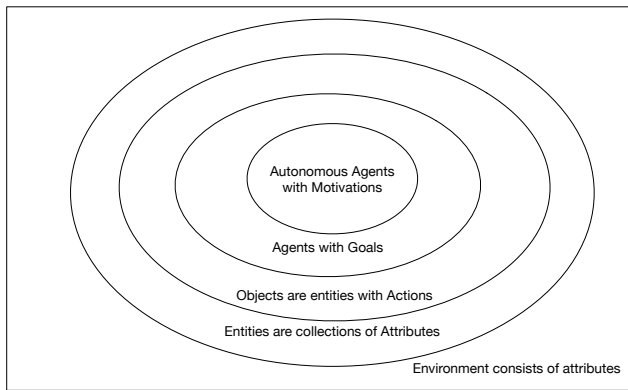 Autonomous Agents
with Motivations
Agents with Goals
Objects are entities with Actions
Entities are collections of Attributes
Environment consists of attributes